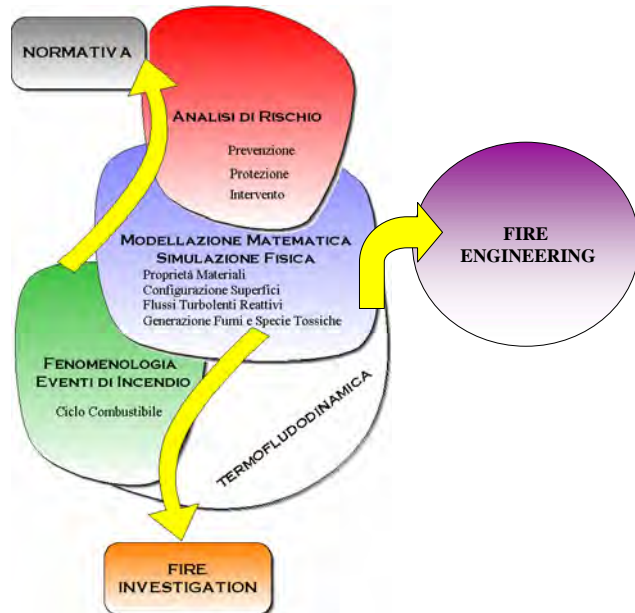 NORMATIVA
ANALISI DI RISCHIO
Prevenzione
Protezione
Intervento
MODELLAZIONE MATEMATICA
SIMULAZIONE FISICA
Proprietà Materiali
Configurazione Superfici
Flussi Turbolenti Reattivi
Generazione Fumi e Specie Tossiche
FIRE
ENGINEERING
FENOMENOLOGIA
EVENTI DI INCENDIO
Ciclo Combustibile
TERMOFLUDODINAMICA
FIRE
INVESTIGATION